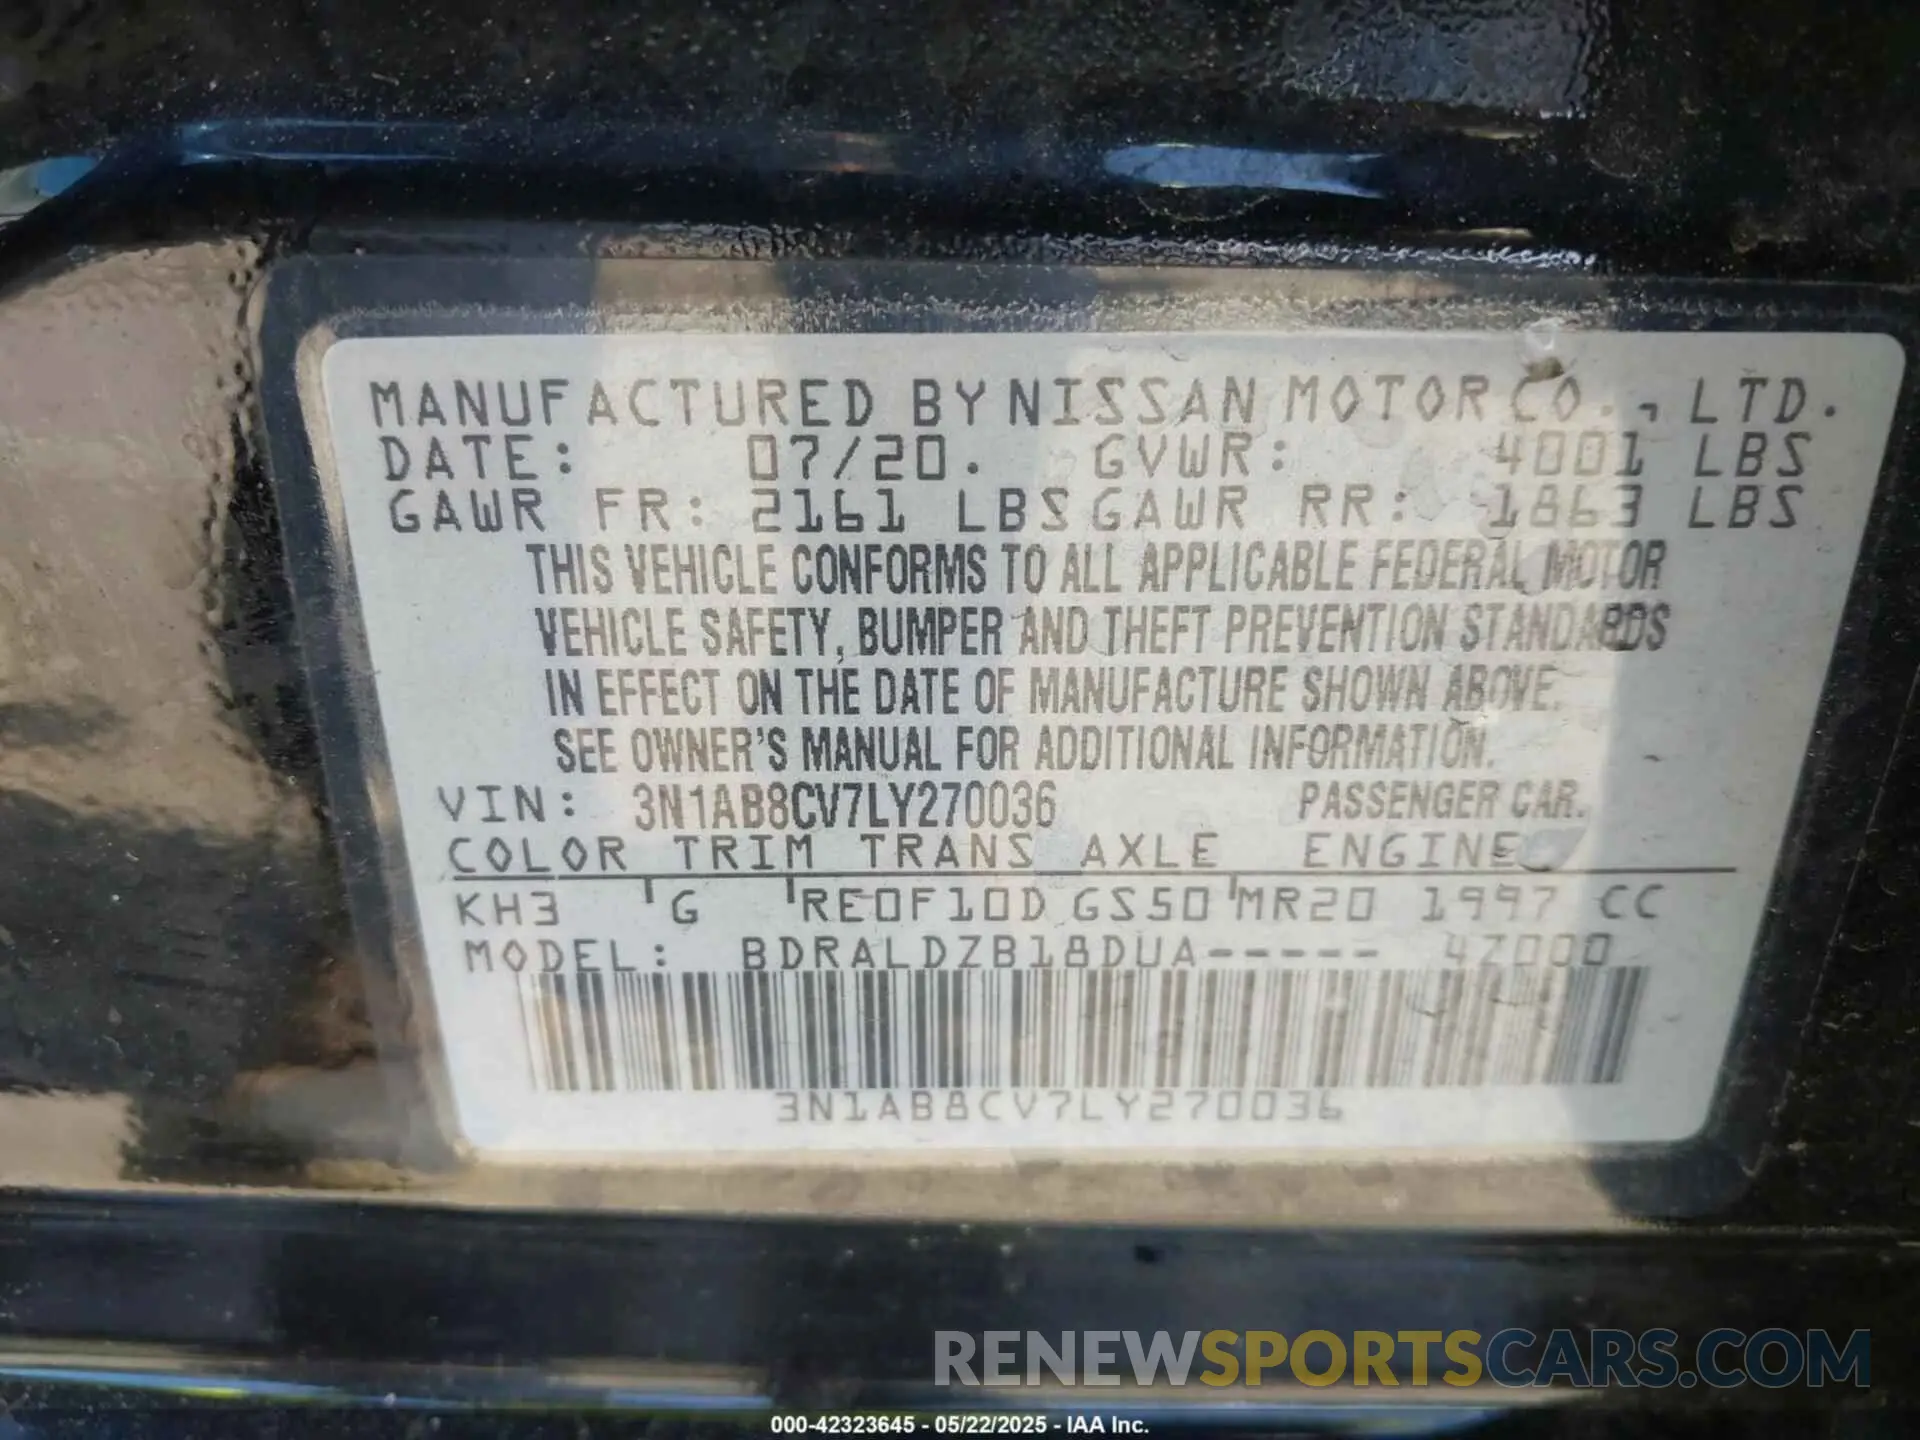 MANUFACTURED BY NISSAN MOTOR CO., LTD.
DATE: 07/20. GVWR: 4001 LBS
GAWR FR: 2161 LBS GAWR RR: 1863 LBS
THIS VEHICLE CONFORMS TO ALL APPLICABLE FEDERAL MOTOR
VEHICLE SAFETY, BUMPER AND THEFT PREVENTION STANDARDS
IN EFFECT ON THE DATE OF MANUFACTURE SHOWN ABOVE.
SEE OWNER'S MANUAL FOR ADDITIONAL INFORMATION.
VIN: 3N1AB8CV7LY270036 PASSENGER CAR.
COLOR TRIM TRANS AXLE ENGINE
KH3 G RE0F10D GS50 MR20 1997 CC
MODEL: BDRALDZB18DUA----- 4Z000
3N1AB8CV7LY270036
RENEWSPORTSCARS.COM
000-42323645 - 05/22/2025 - IAA Inc.